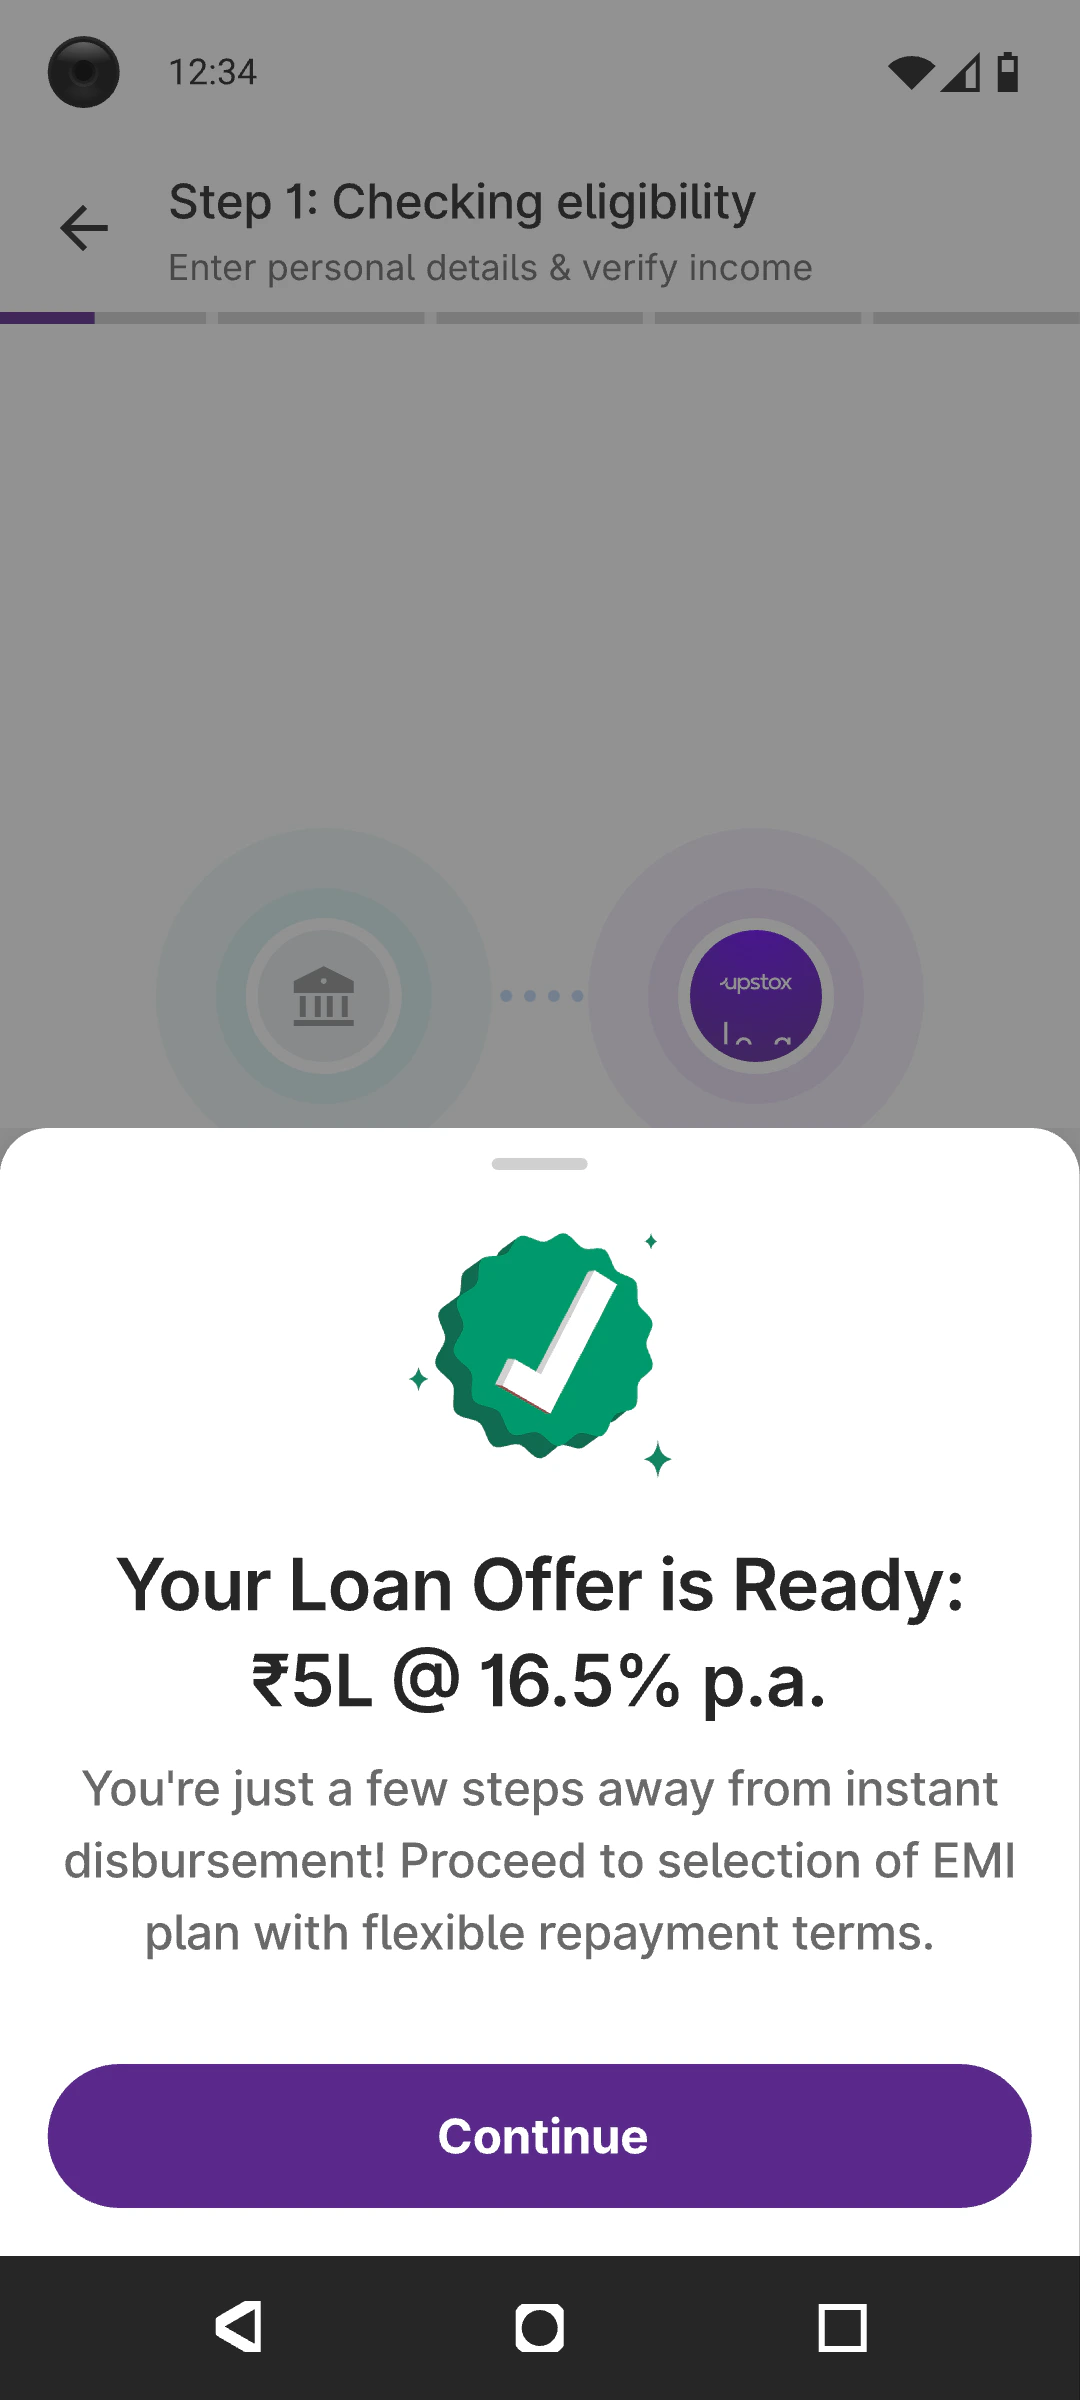 12:34
Step 1: Checking eligibility
Enter personal details & verify income
upstox
Your Loan Offer is Ready:
₹5L @ 16.5% p.a.
You're just a few steps away from instant
disbursement! Proceed to selection of EMI
plan with flexible repayment terms.
Continue